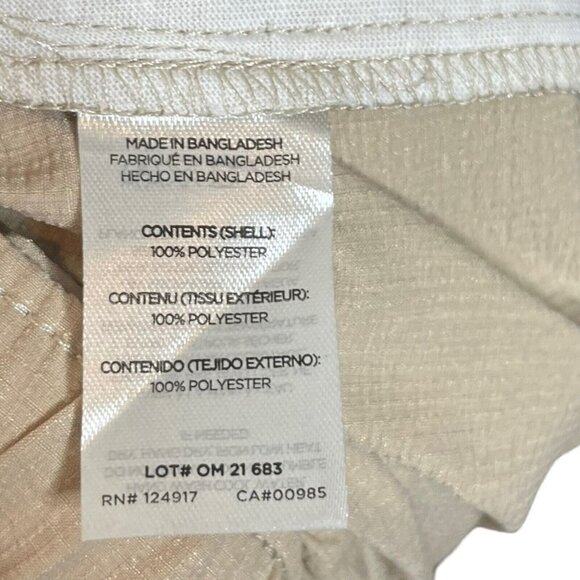 MADE IN BANGLADESH
FABRIQUÉ EN BANGLADESH
HECHO EN BANGLADESH
CONTENTS (SHELL):
100% POLYESTER
CONTENU (TISSU EXTÉRIEUR):
100% POLYESTER
CONTENIDO (TEJIDO EXTERNO):
100% POLYESTER
LOT# OM 21 683
RN# 124917 CA#00985